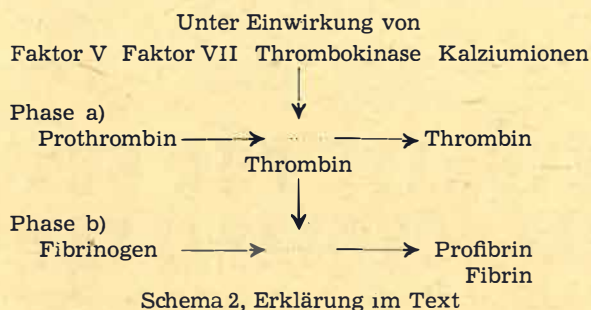 Unter Einwirkung von
Faktor V Faktor VII Thrombokinase Kalziumionen
Phase a)
Prothrombin Thrombin
Thrombin
Phase b)
Fibrinogen Profibrin
Fibrin
Schema 2, Erklärung im Text